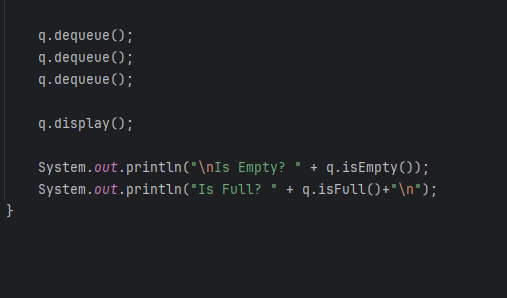 q.dequeue();
q.dequeue();
q.dequeue();
q.display();
System.out.println("\nIs Empty? " + q.isEmpty());
System.out.println("Is Full? " + q.isFull()+"\n");
}